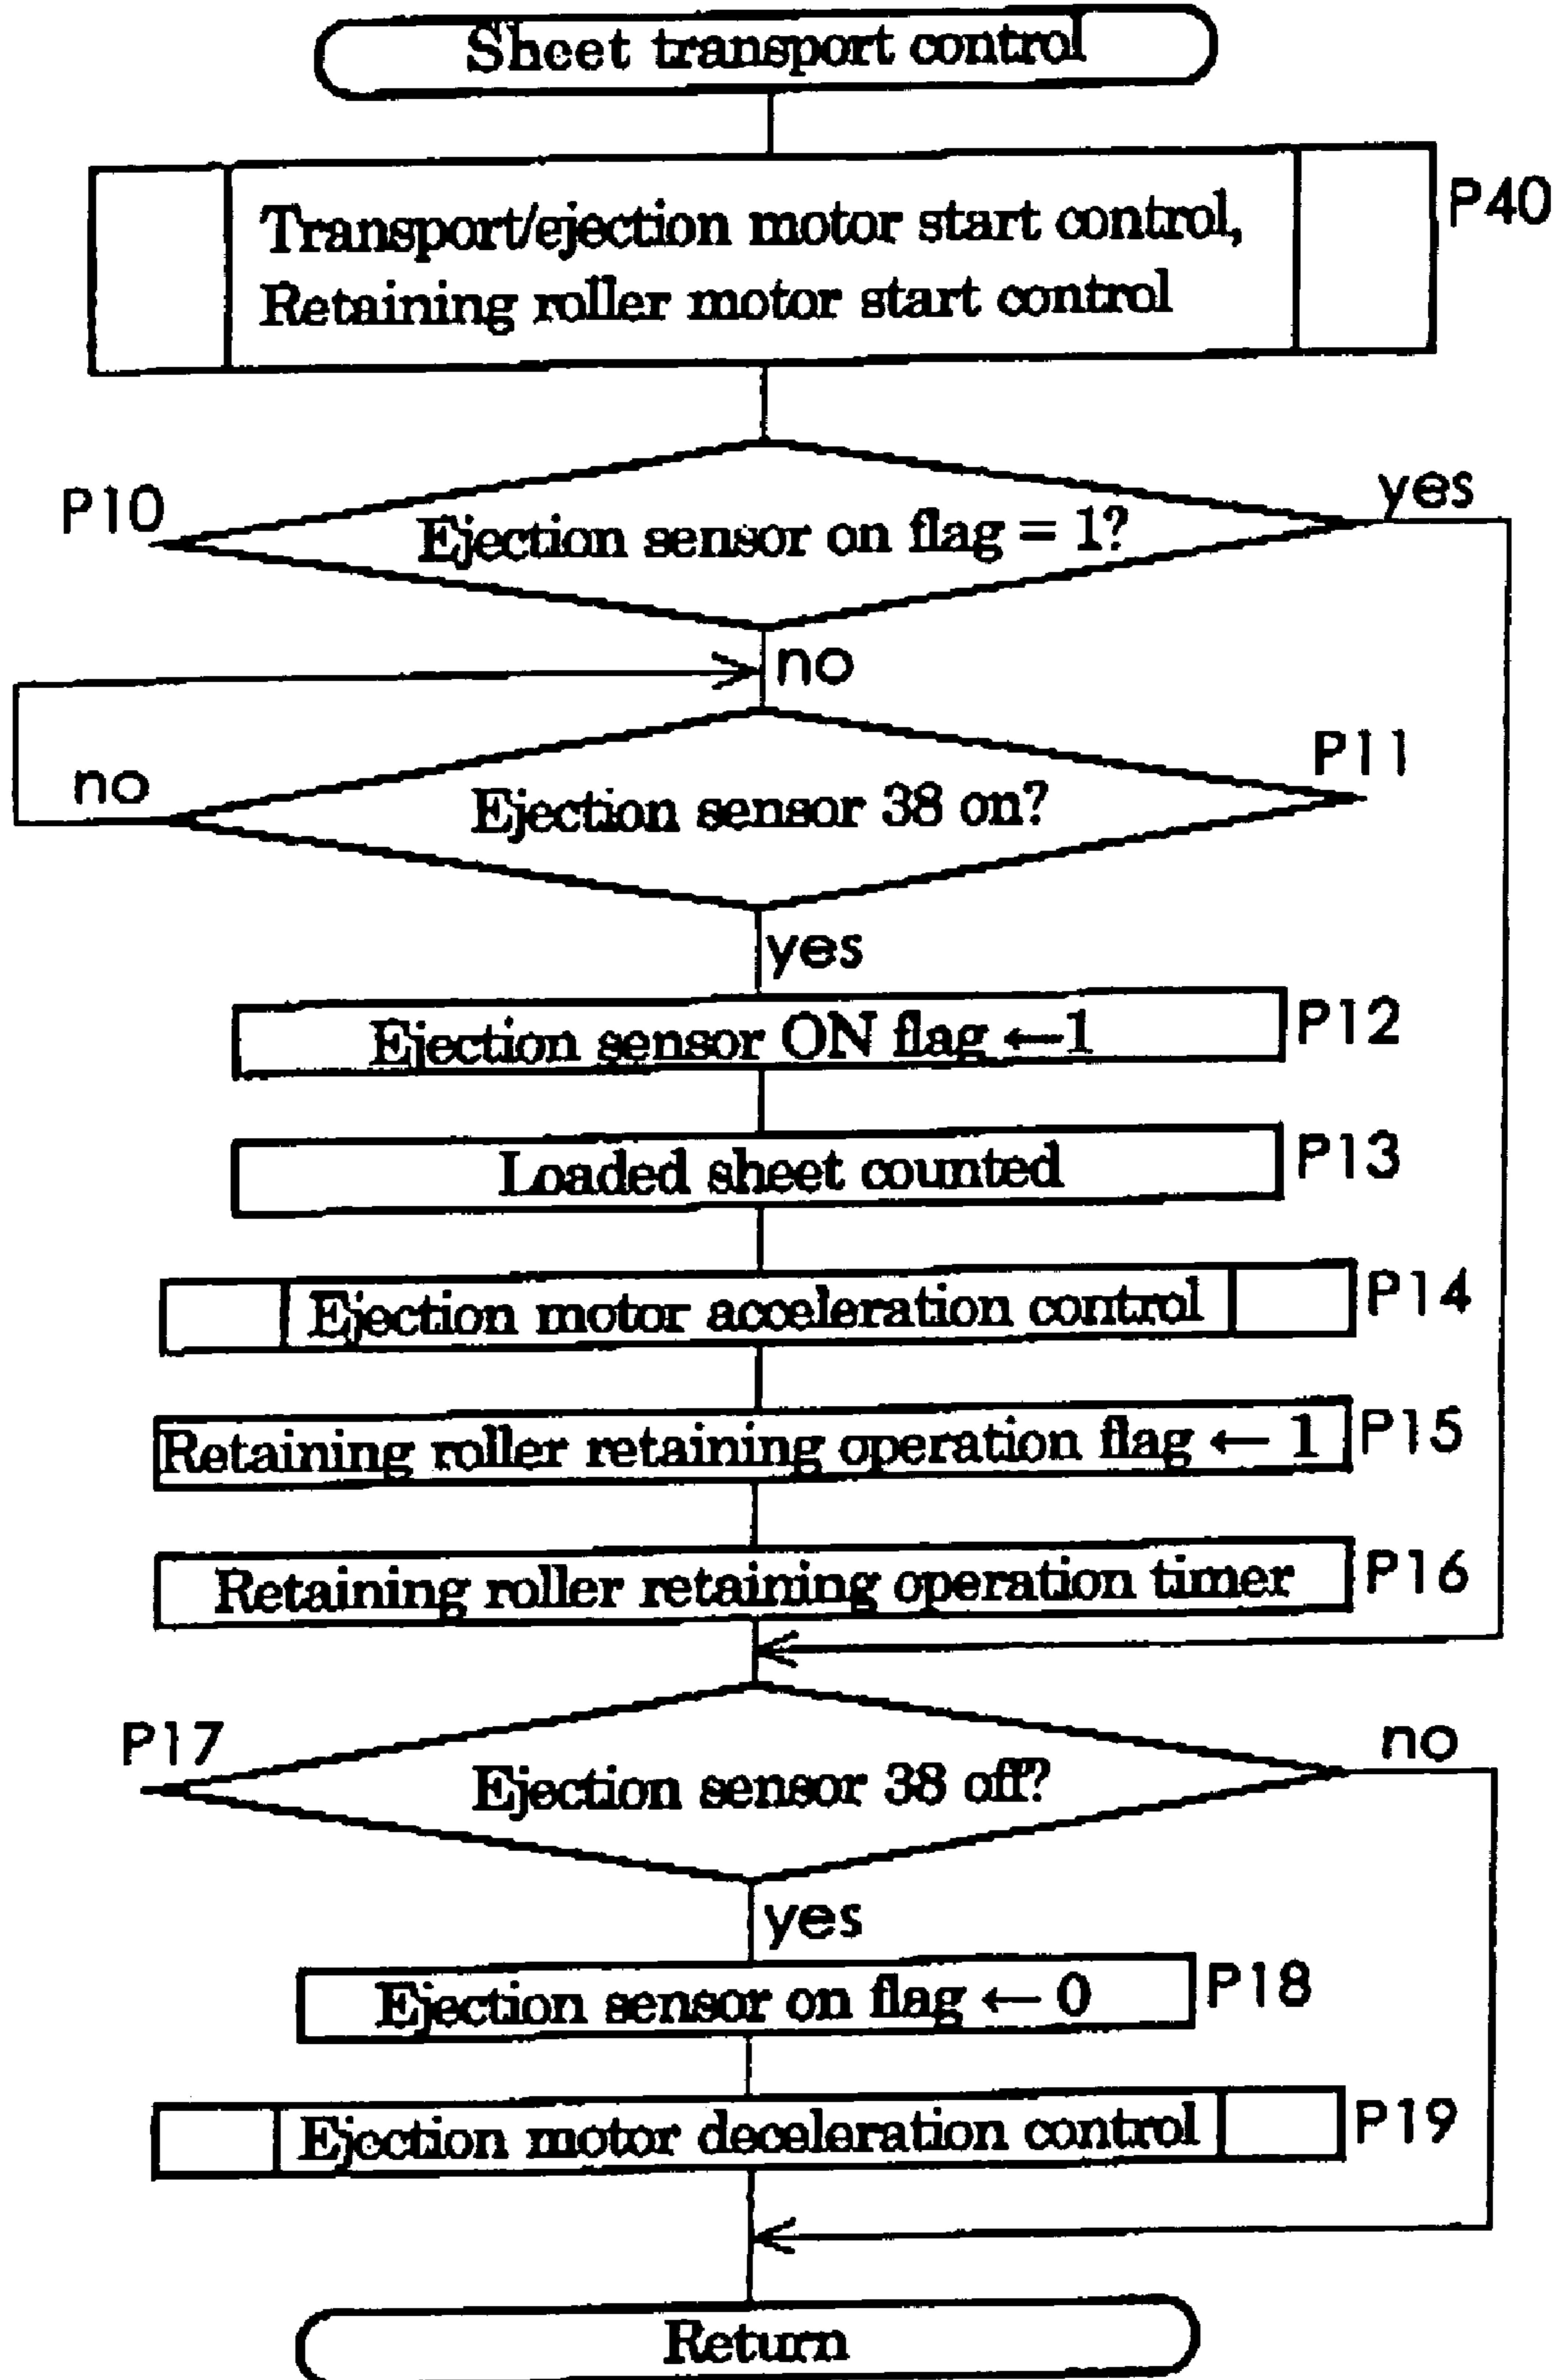 Sheet transport control
Transport/ejection motor start control,
Retaining roller motor start control
P40
P10
Ejection sensor on flag = 1?
yes
no
P11
no
Ejection sensor 38 on?
yes
Ejection sensor ON flag ←1
P12
Loaded sheet counted
P13
Ejection motor acceleration control
P14
Retaining roller retaining operation flag ← 1
P15
Retaining roller retaining operation timer
P16
P17
Ejection sensor 38 off?
no
yes
Ejection sensor on flag ← 0
P18
Ejection motor deceleration control
P19
Return